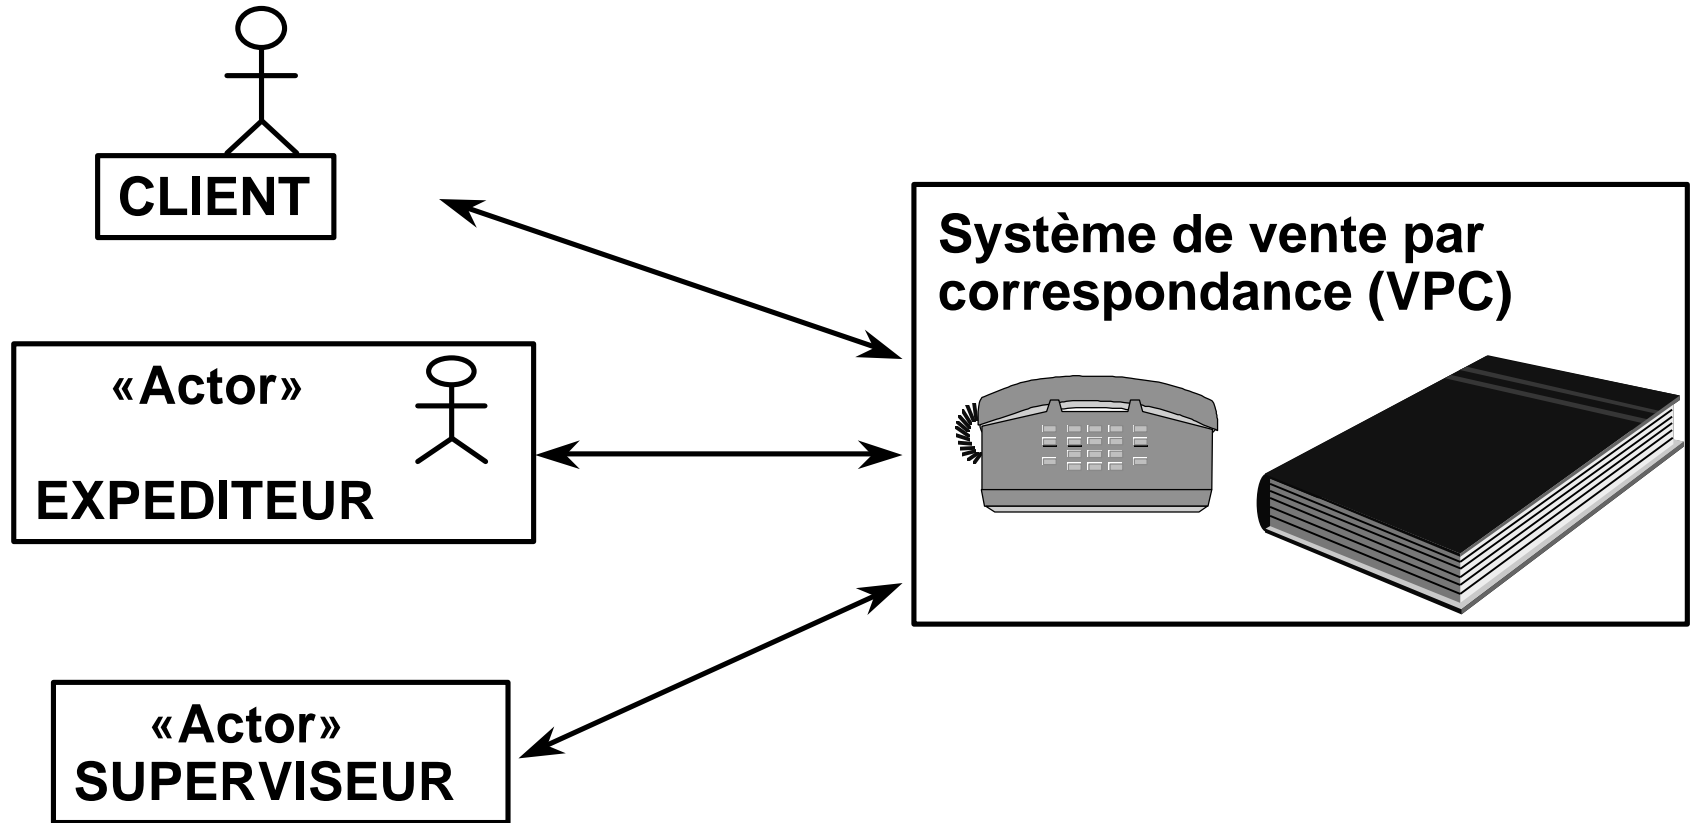 CLIENT
Système de vente par
correspondance (VPC)
«Actor»
EXPEDITEUR
«Actor»
SUPERVISEUR